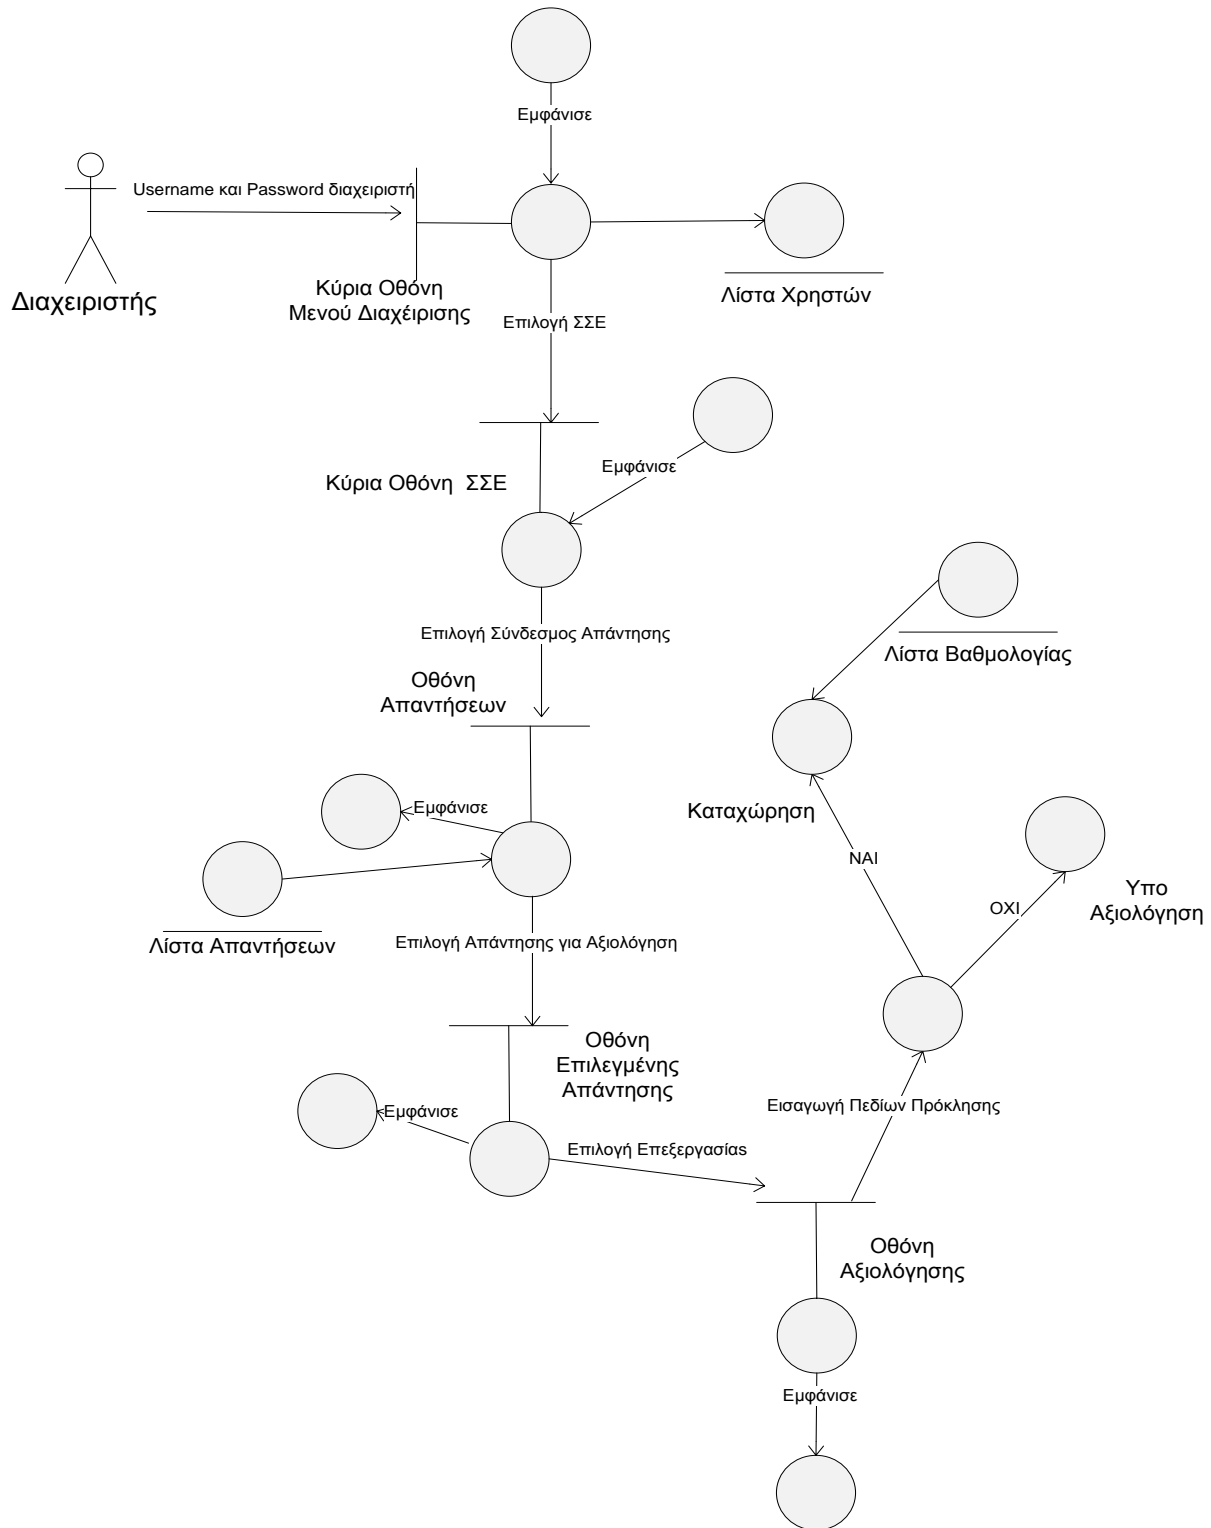 Εμφάνισε
Username και Password διαχειριστή
Διαχειριστής
Κύρια Οθόνη
Μενού Διαχέίρισης
Λίστα Χρηστών
Επιλογή ΣΣΕ
Εμφάνισε
Κύρια Οθόνη ΣΣΕ
Επιλογή Σύνδεσμος Απάντησης
Λίστα Βαθμολογίας
Οθόνη
Απαντήσεων
Εμφάνισε
Καταχώρηση
ΝΑΙ
Υπο
Αξιολόγηση
ΟΧΙ
Λίστα Απαντήσεων
Επιλογή Απάντησης για Αξιολόγηση
Οθόνη
Επιλεγμένης
Απάντησης
Εμφάνισε
Εισαγωγή Πεδίων Πρόκλησης
Επιλογή Επεξεργασίας
Οθόνη
Αξιολόγησης
Εμφάνισε